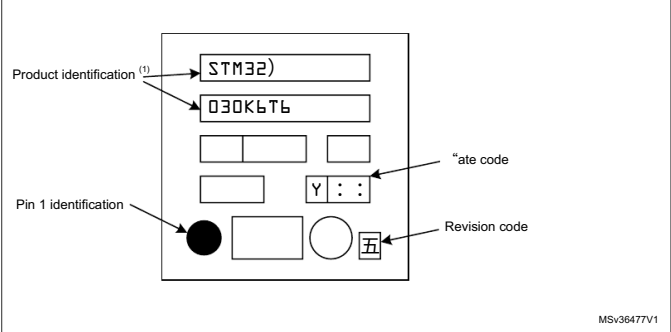 Product identification (1)
STM32)
030K6T6
“ate code
Y : :
Pin 1 identification
Revision code
五
MSv36477V1